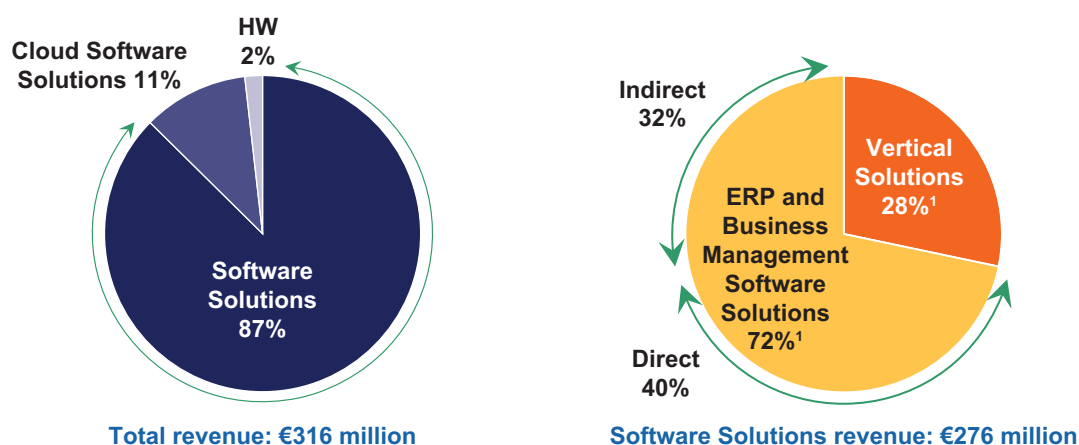 HW
2%
Cloud Software
Solutions 11%
Software
Solutions
87%
Total revenue: €316 million
Indirect
32%
Vertical
Solutions
28%¹
ERP and
Business
Management
Software
Solutions
72%¹
Direct
40%
Software Solutions revenue: €276 million